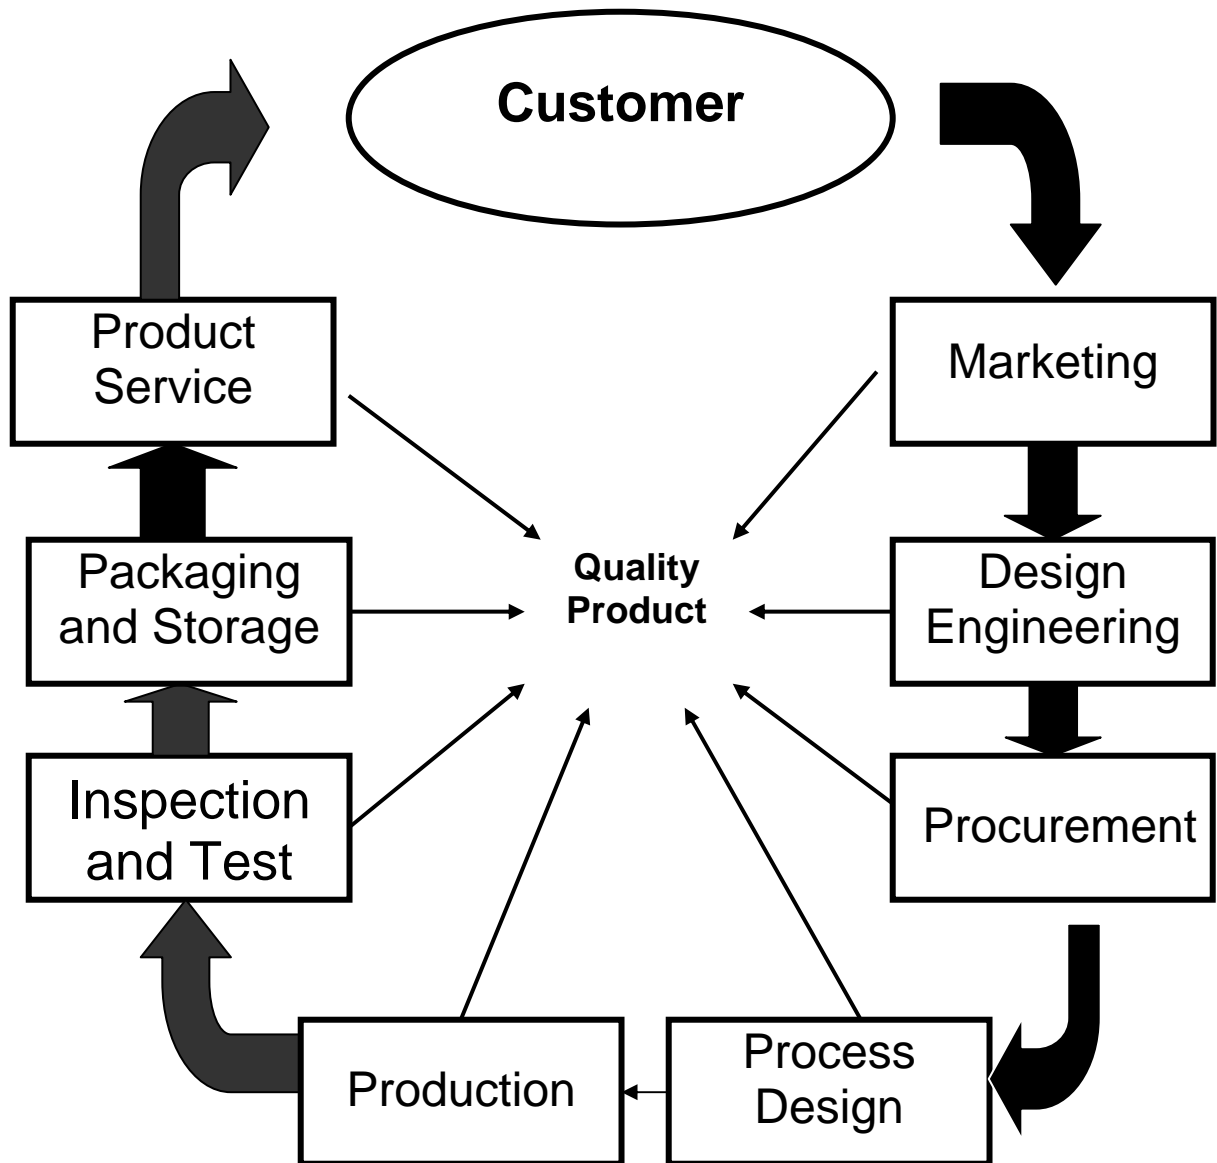 Customer
Product
Service
Marketing
Packaging
and Storage
Quality
Product
Design
Engineering
Inspection
and Test
Procurement
Production
Process
Design